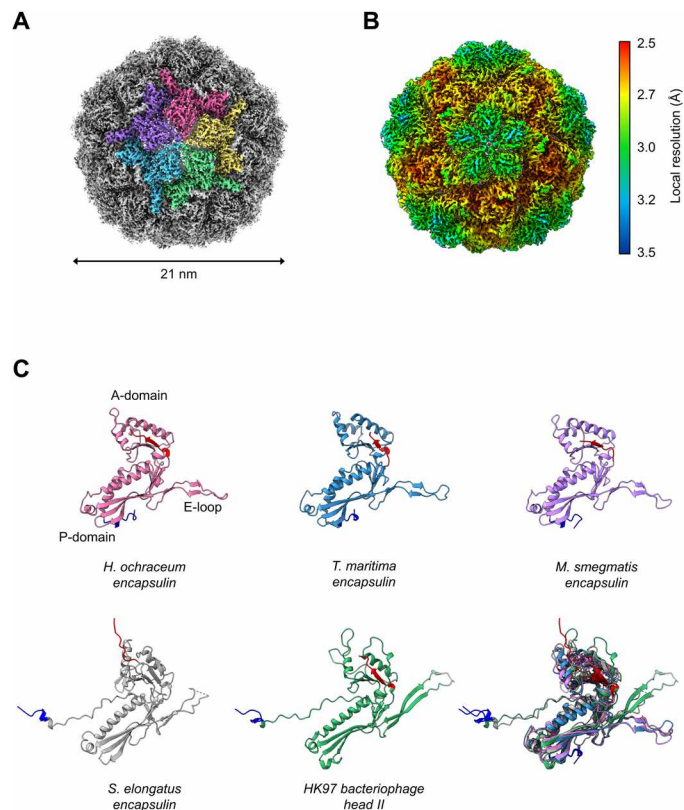 A
B
21 nm
2.5
2.7
3.0
3.2
3.5
Local resolution (Å)
C
A-domain
E-loop
P-domain
H. ochraceum
encapsulin
T. maritima
encapsulin
M. smegmatis
encapsulin
S. elongatus
encapsulin
HK97 bacteriophage
head II